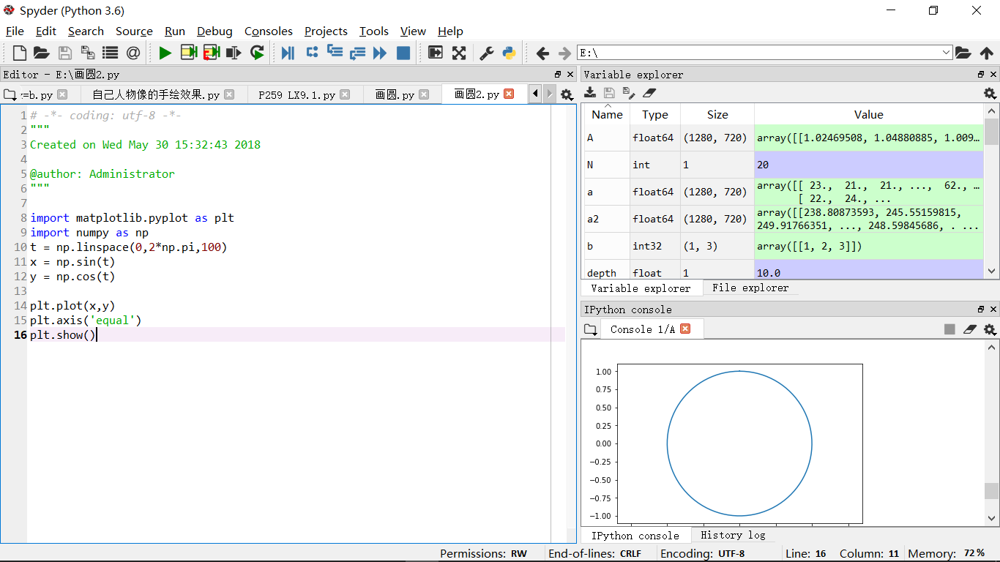 Spyder (Python 3.6)
File Edit Search Source Run Debug Consoles Projects Tools View Help
E:\
Editor - E:\画圆2.py
=b.py 自己人物像的手绘效果.py P259 LX9.1.py 画圆.py 画圆2.py
1 # -*- coding: utf-8 -*-
2 """
3 Created on Wed May 30 15:32:43 2018
4
5 @author: Administrator
6 """
7
8 import matplotlib.pyplot as plt
9 import numpy as np
10 t = np.linspace(0,2*np.pi,100)
11 x = np.sin(t)
12 y = np.cos(t)
13
14 plt.plot(x,y)
15 plt.axis('equal')
16 plt.show()
Variable explorer
Name Type Size Value
A float64 (1280, 720) array([[1.02469508, 1.04880885, 1.009…
N int 1 20
a float64 (1280, 720) array([[ 23., 21., 21., ..., 62., …
[ 22., 24., ...
a2 float64 (1280, 720) array([[238.80873593, 245.55159815,
249.91766351, ..., 248.59845686, . ...
b int32 (1, 3) array([[1, 2, 3]])
depth float 1 10.0
Variable explorer File explorer
IPython console
Console 1/A
1.00
0.75
0.50
0.25
0.00
−0.25
−0.50
−0.75
−1.00
IPython console History log
Permissions: RW End-of-lines: CRLF Encoding: UTF-8 Line: 16 Column: 11 Memory: 72 %